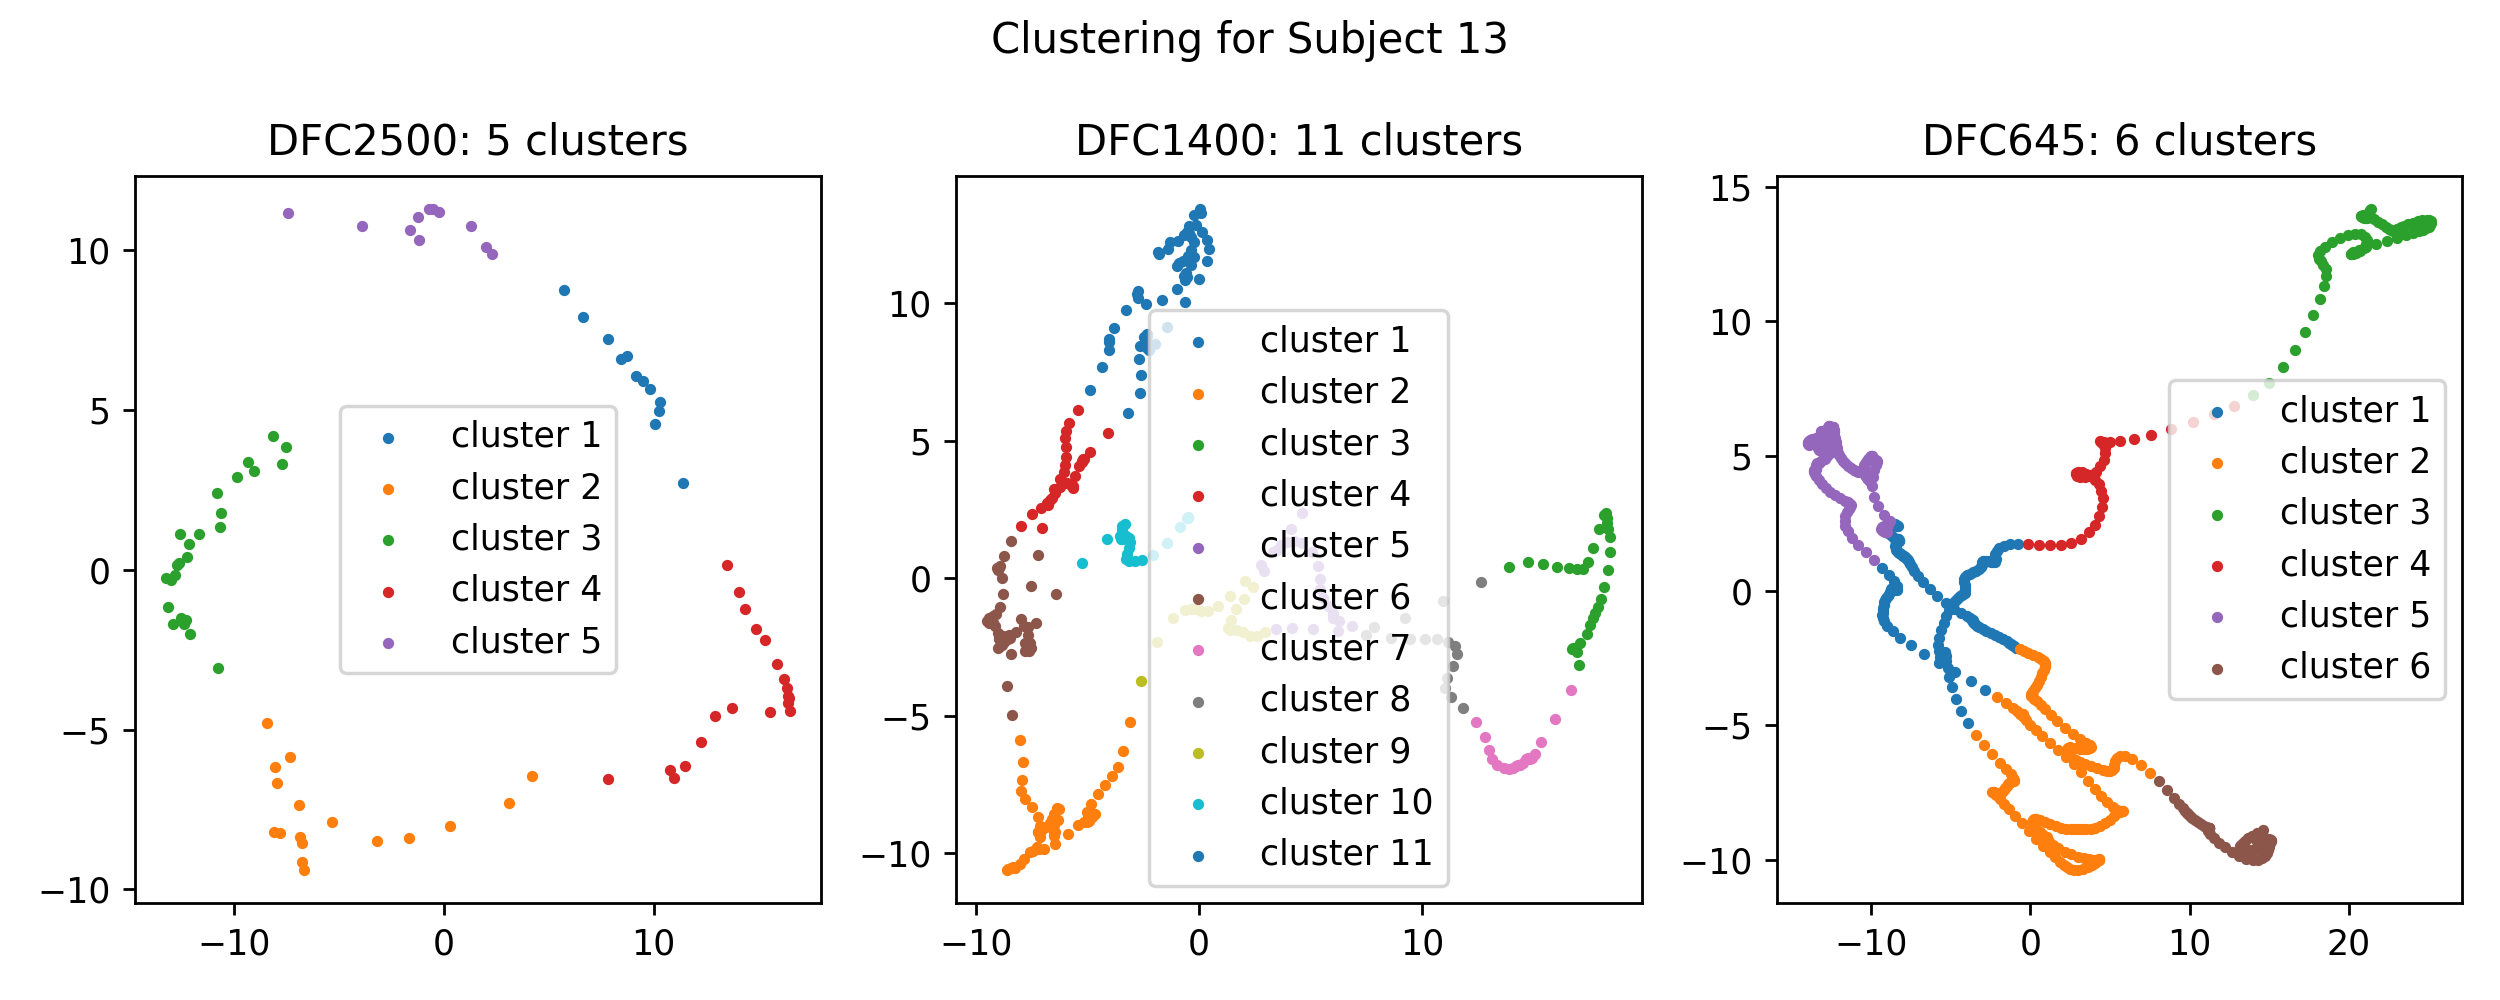 Clustering for Subject 13
DFC2500: 5 clusters
10
5
0
−5
−10
−10
0
10
cluster 1
cluster 2
cluster 3
cluster 4
cluster 5
DFC1400: 11 clusters
10
5
0
−5
−10
−10
0
10
cluster 1
cluster 2
cluster 3
cluster 4
cluster 5
cluster 6
cluster 7
cluster 8
cluster 9
cluster 10
cluster 11
DFC645: 6 clusters
15
10
5
0
−5
−10
−10
0
10
20
cluster 1
cluster 2
cluster 3
cluster 4
cluster 5
cluster 6